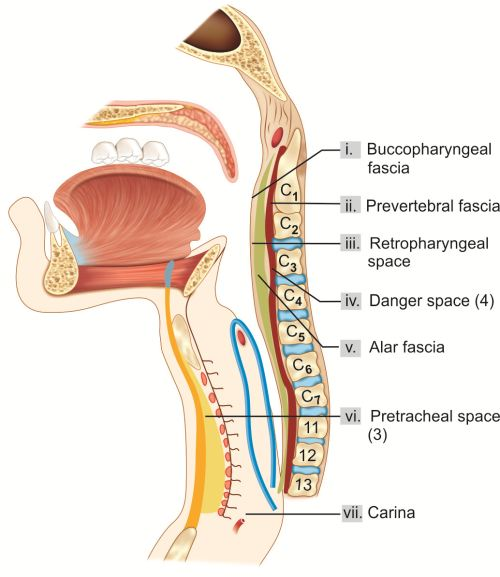 i. Buccopharyngeal
fascia
ii. Prevertebral fascia
iii. Retropharyngeal
space
iv. Danger space (4)
v. Alar fascia
vi. Pretracheal space
(3)
vii. Carina
C1
C2
C3
C4
C5
C6
C7
11
12
13